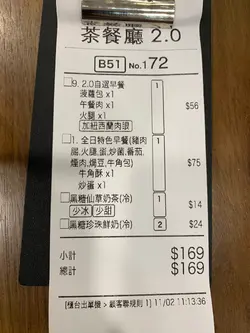 茶餐廳 2.0
B51 No.172
9. 2.0自選早餐 1
菠蘿包 x1
午餐肉 x1 $56
火腿 x1
加紐西蘭肉眼
1. 全日特色早餐(豬肉 1
腸,火腿,蛋,炒菌,番茄,
煙肉,焗豆,牛角包) $75
牛角酥 x1
炒蛋 x1
黑糖仙草奶茶(冷) 1 $14
少冰 少甜
黑糖珍珠鮮奶(冷) 2 $24
小計 $169
總計 $169
[櫃台出單機 > 顧客聯規則1] 11/02 11:13:36